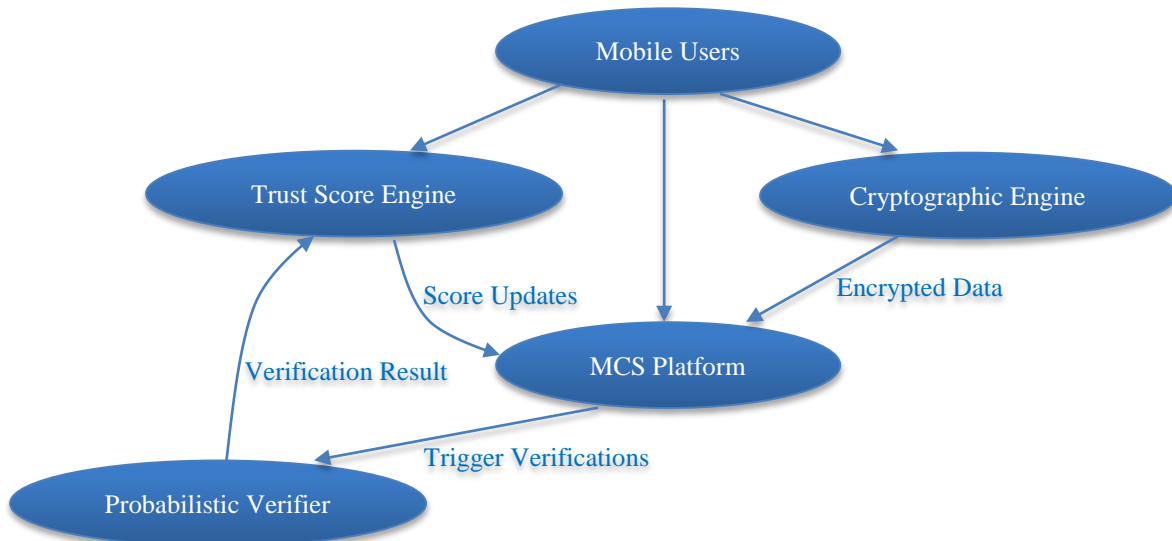 Mobile Users
Trust Score Engine
Cryptographic Engine
Score Updates
Encrypted Data
Verification Result
MCS Platform
Trigger Verifications
Probabilistic Verifier